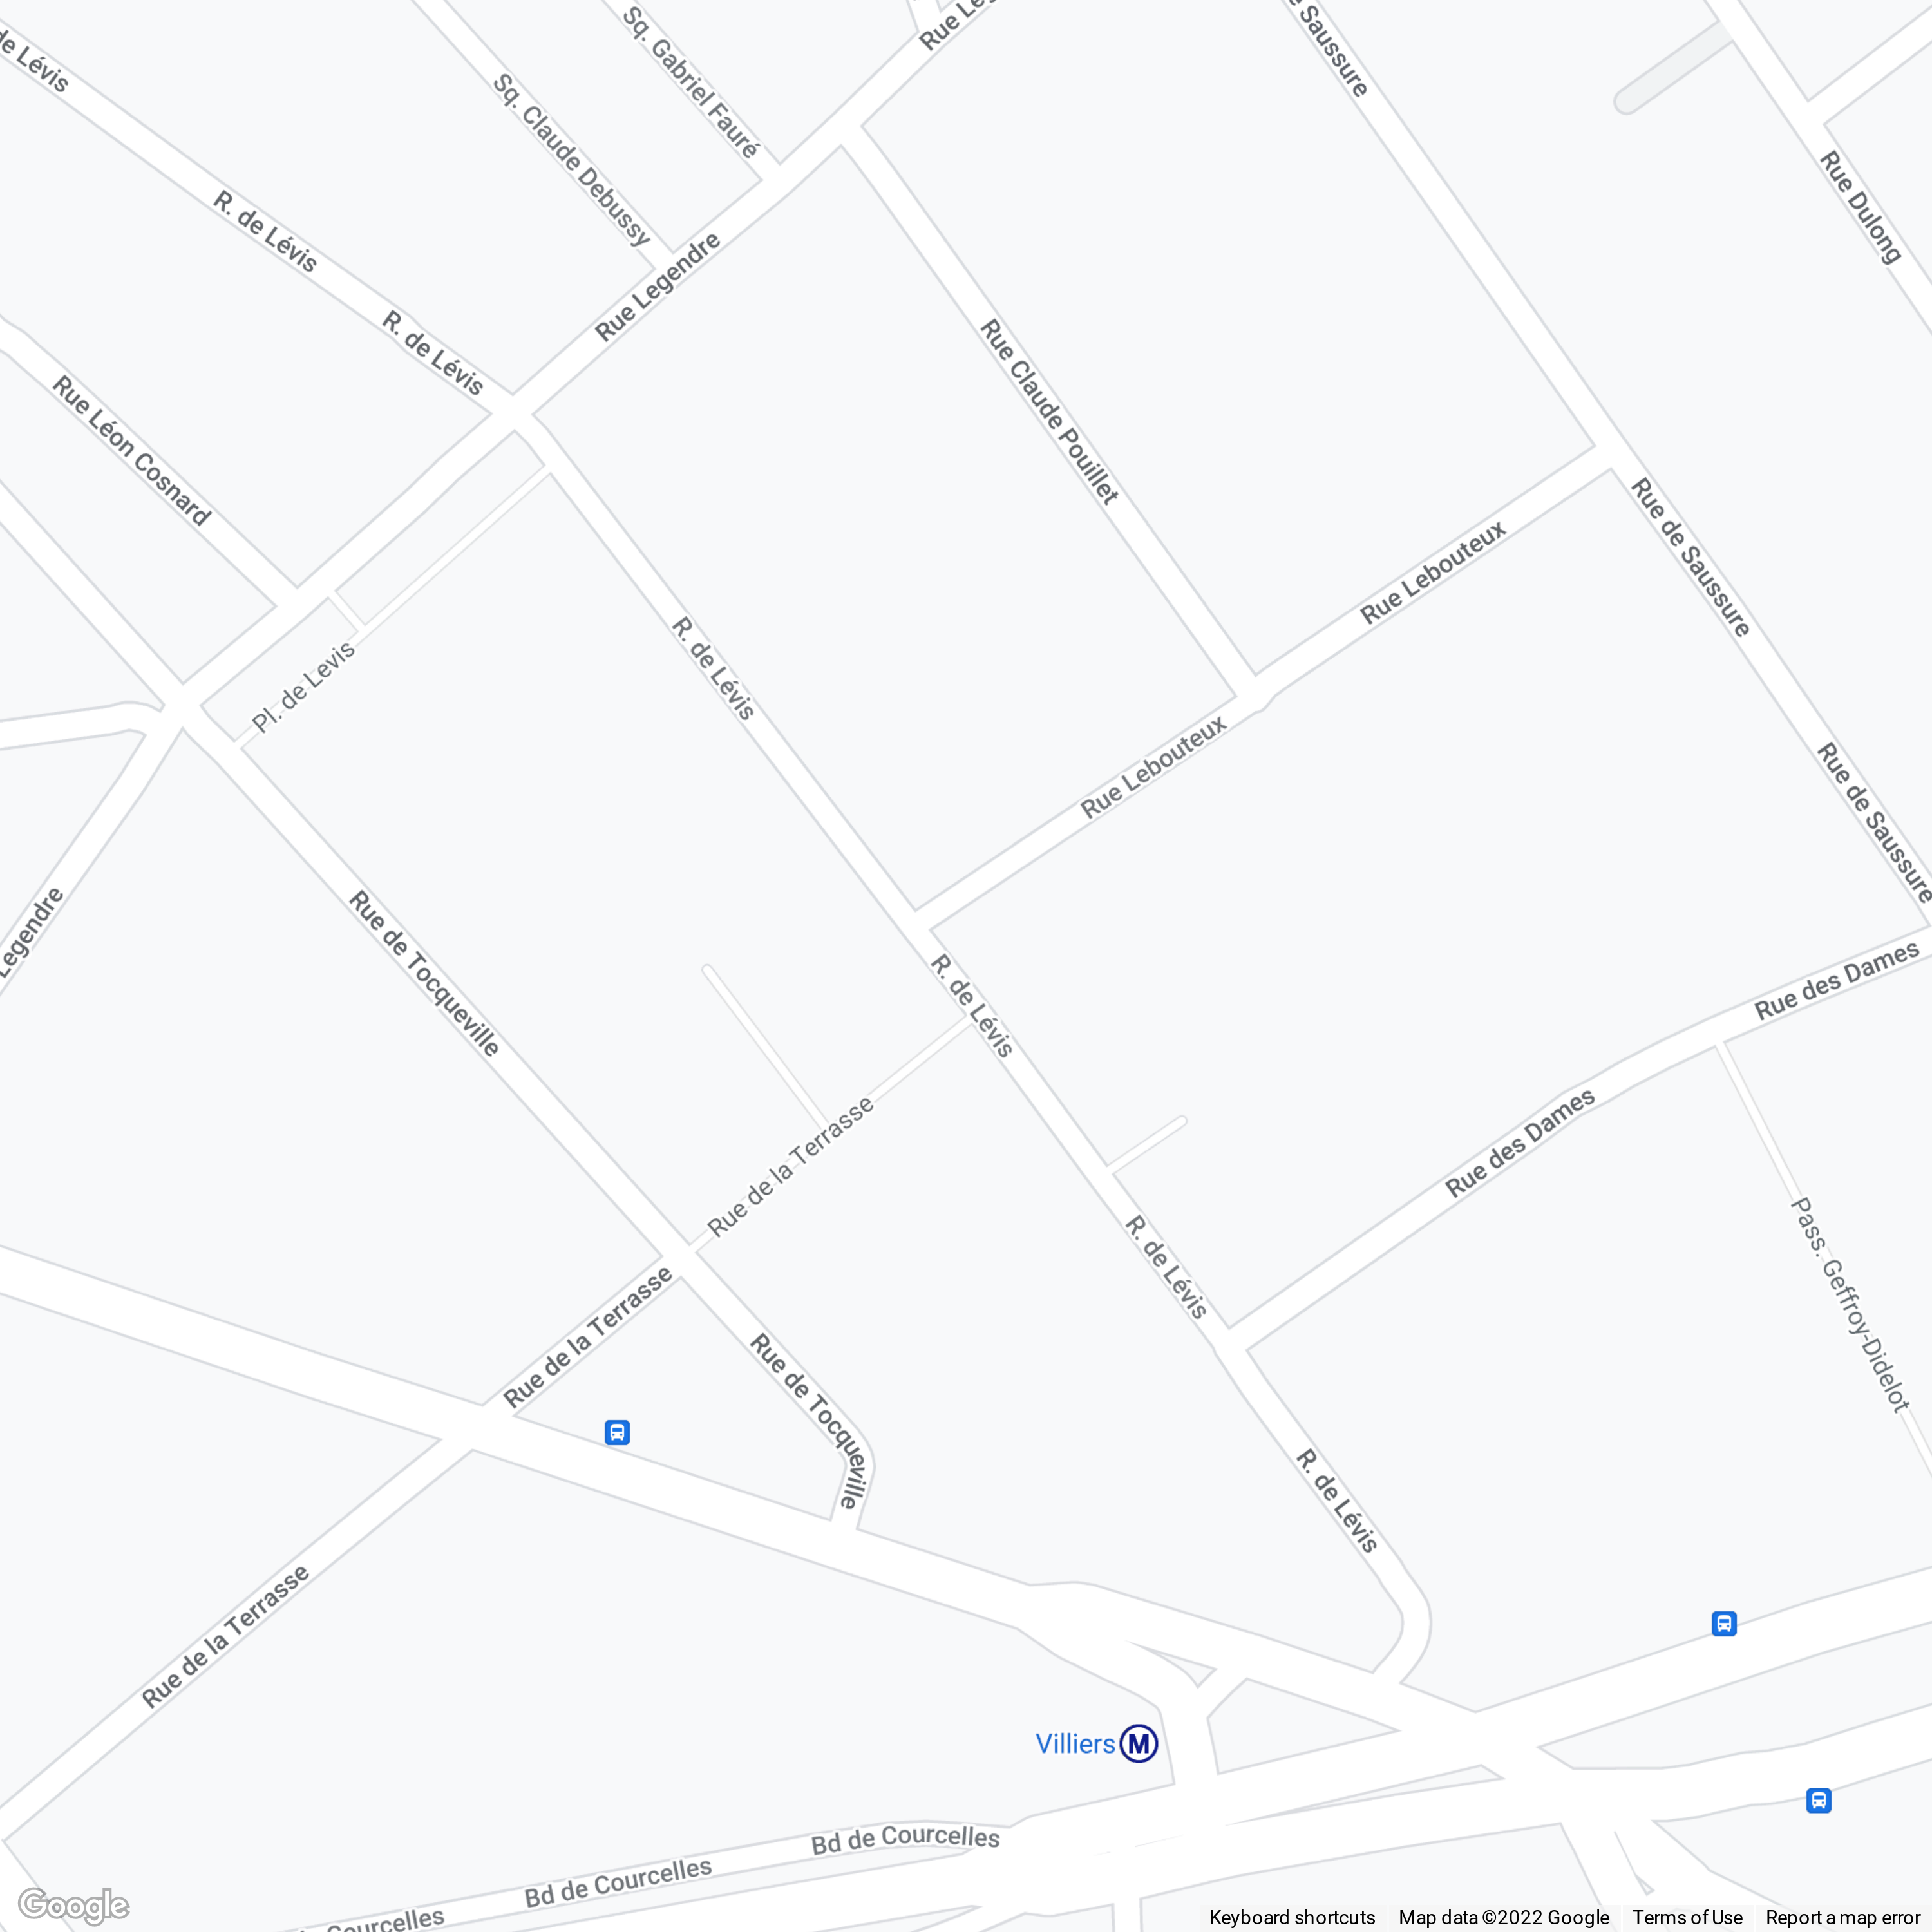 de Lévis
Sq. Gabriel Fauré
Rue Le
Saussure
Sq. Claude Debussy
R. de Lévis
Rue Dulong
Rue Legendre
R. de Lévis
Rue Claude Pouillet
Rue Léon Cosnard
Rue Lebouteux
Rue de Saussure
R. de Lévis
Pl. de Levis
Rue Lebouteux
Rue de Saussure
Legendre
Rue de Tocqueville
R. de Lévis
Rue des Dames
Rue de la Terrasse
Rue des Dames
R. de Lévis
Pass. Geffroy-Didelot
Rue de la Terrasse
Rue de Tocqueville
R. de Lévis
Rue de la Terrasse
Villiers M
Bd de Courcelles
Bd de Courcelles
Courcelles
Google
Keyboard shortcuts Map data ©2022 Google Terms of Use Report a map error